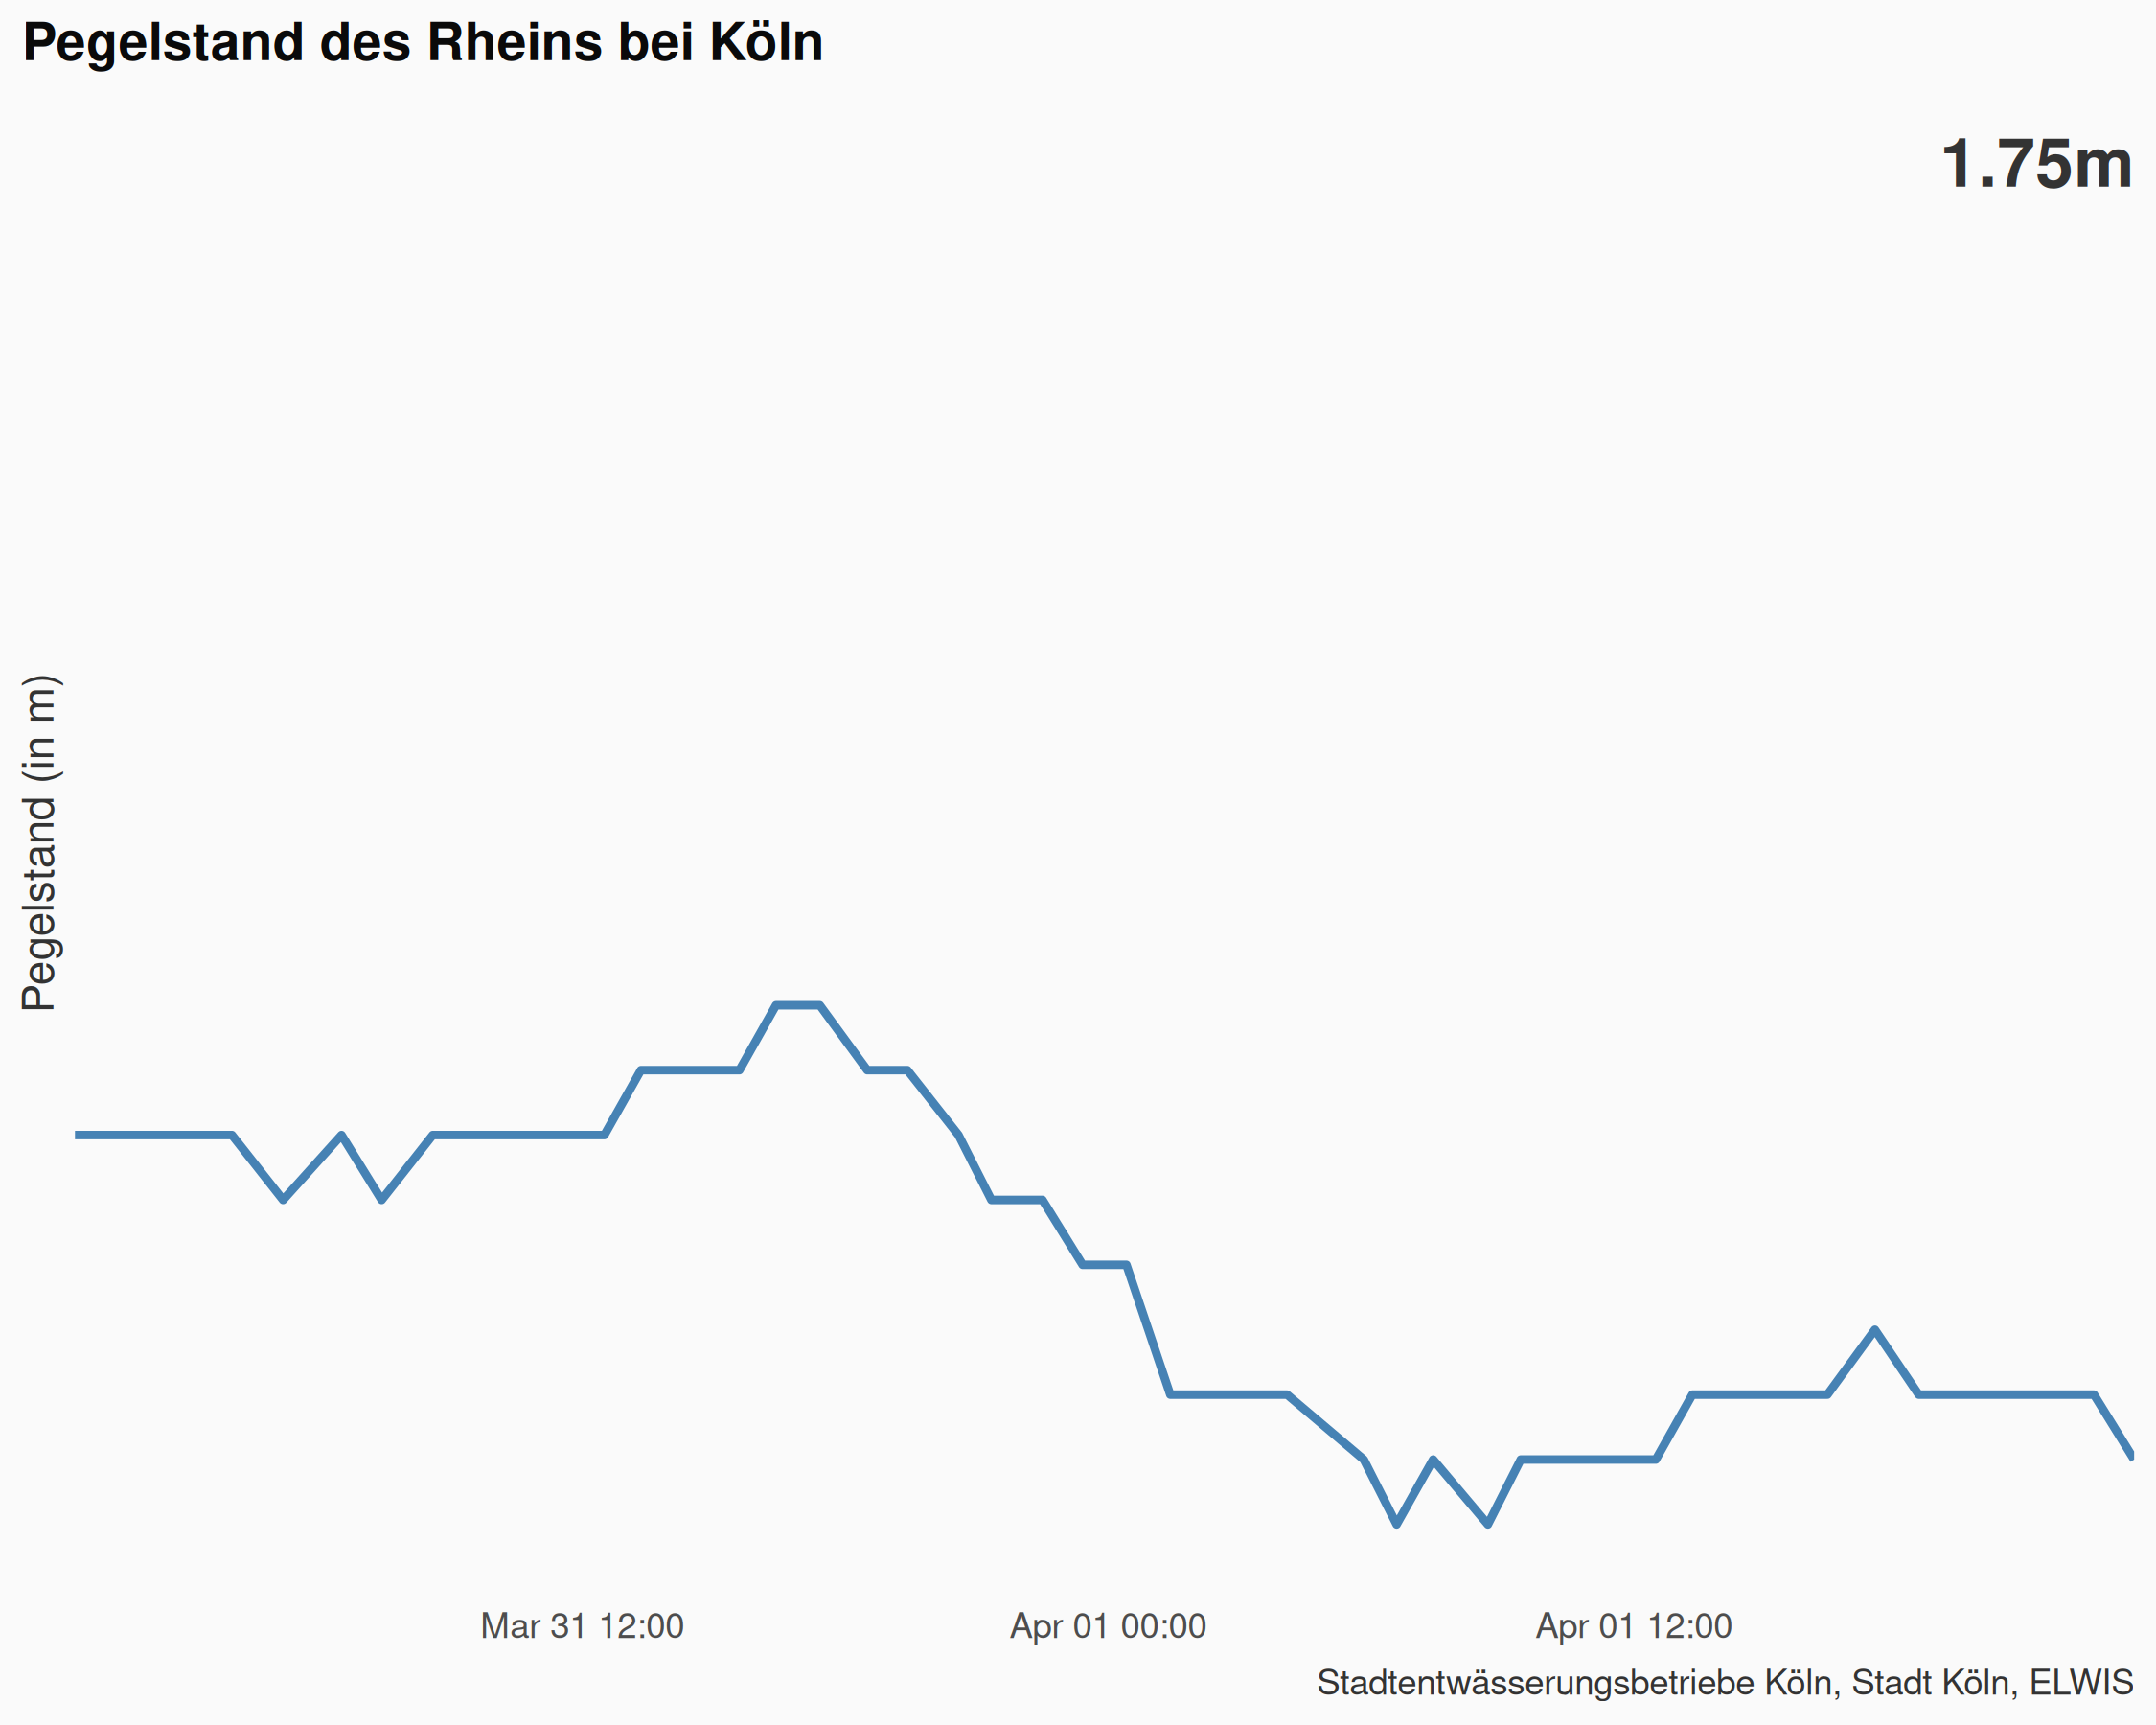 Pegelstand des Rheins bei Köln
1.75m
Pegelstand (in m)
Mar 31 12:00
Apr 01 00:00
Apr 01 12:00
Stadtentwässerungsbetriebe Köln, Stadt Köln, ELWIS